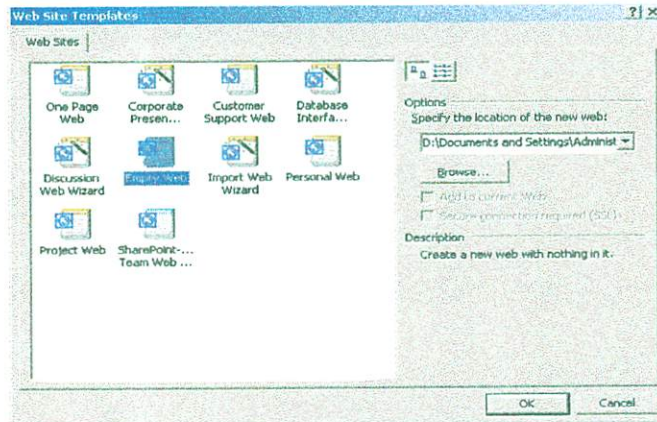 Web Site Templates
Web Sites
One Page Web
Corporate Presen...
Customer Support Web
Database Interfa...
Discussion Web Wizard
Empty Web
Import Web Wizard
Personal Web
Project Web
SharePoint-... Team Web ...
Options
Specify the location of the new web:
D:\Documents and Settings\Administ
Browse...
Add to current Web
Secure connection required (SSL)
Description
Create a new web with nothing in it.
OK
Cancel